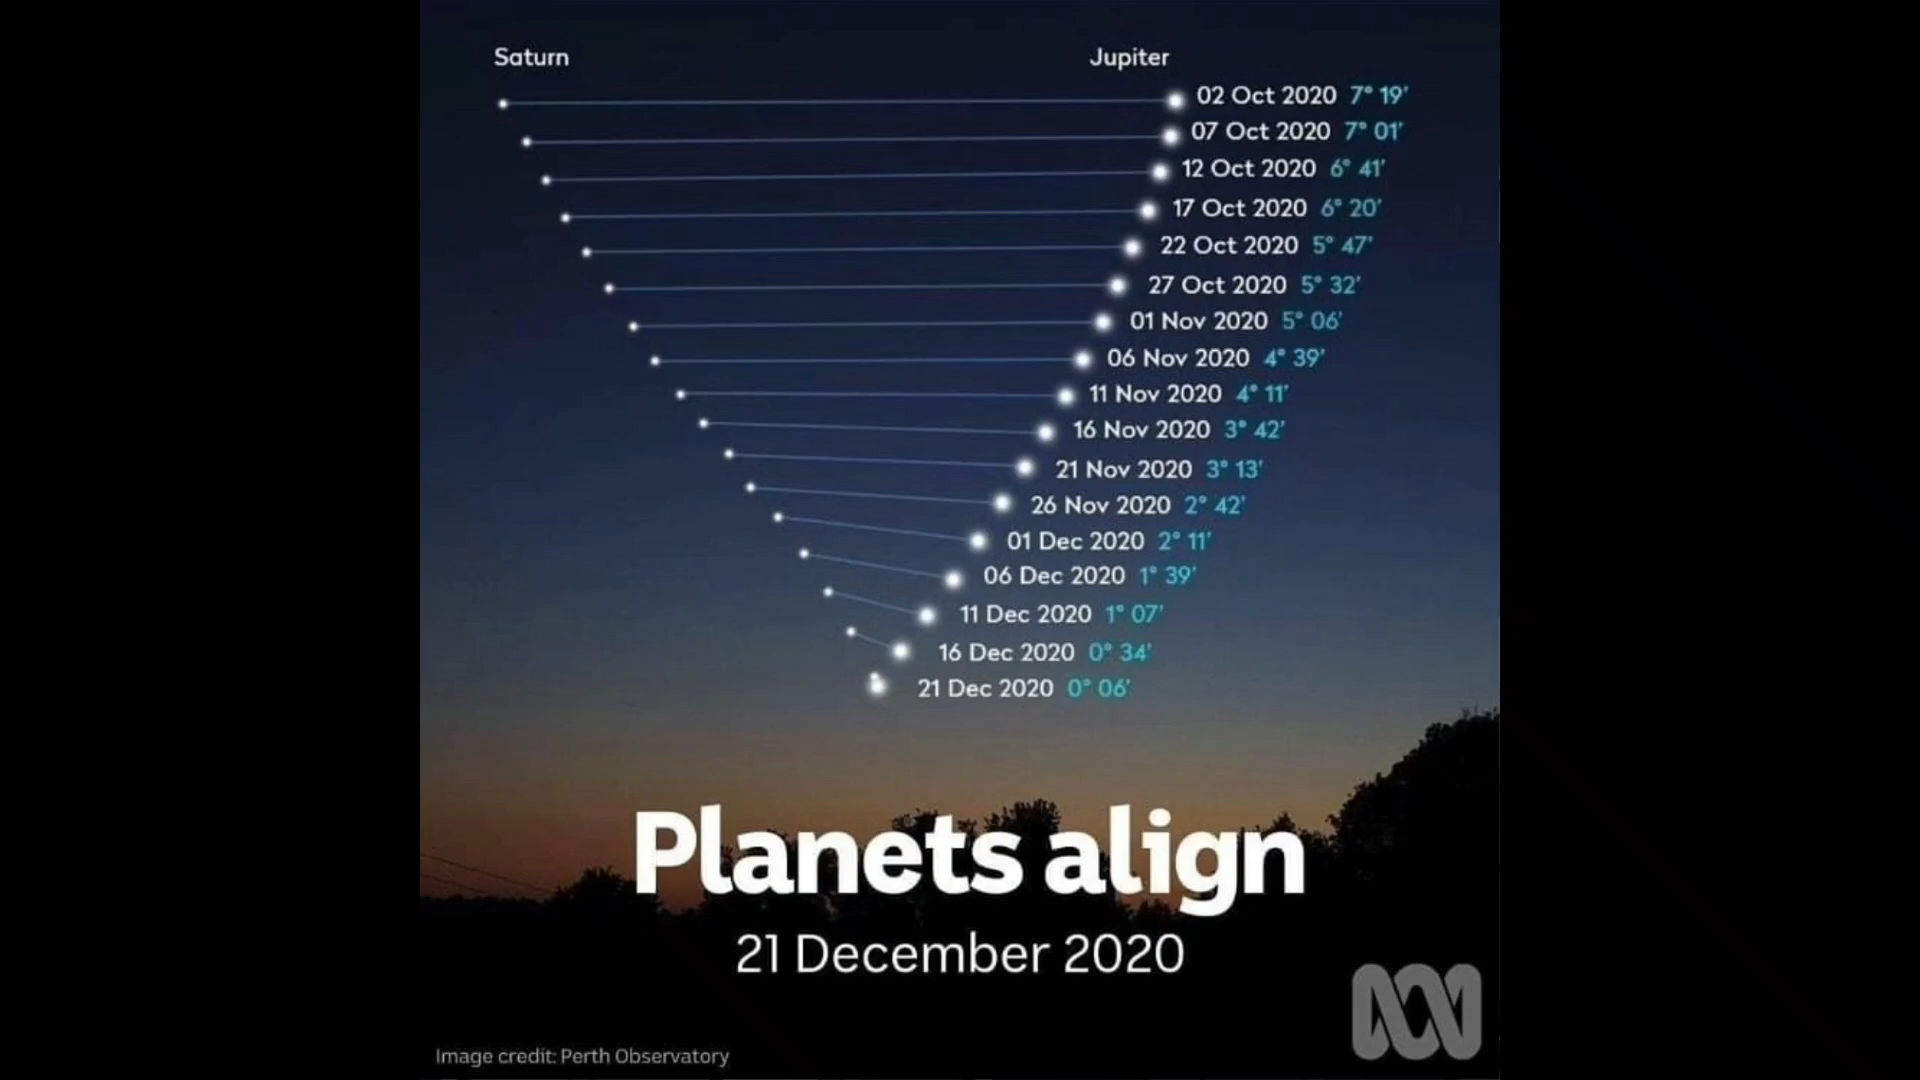 Saturn Jupiter
02 Oct 2020 7° 19'
07 Oct 2020 7° 01'
12 Oct 2020 6° 41'
17 Oct 2020 6° 20'
22 Oct 2020 5° 47'
27 Oct 2020 5° 32'
01 Nov 2020 5° 06'
06 Nov 2020 4° 39'
11 Nov 2020 4° 11'
16 Nov 2020 3° 42'
21 Nov 2020 3° 13'
26 Nov 2020 2° 42'
01 Dec 2020 2° 11'
06 Dec 2020 1° 39'
11 Dec 2020 1° 07'
16 Dec 2020 0° 34'
21 Dec 2020 0° 06'
Planets align
21 December 2020
Image credit: Perth Observatory